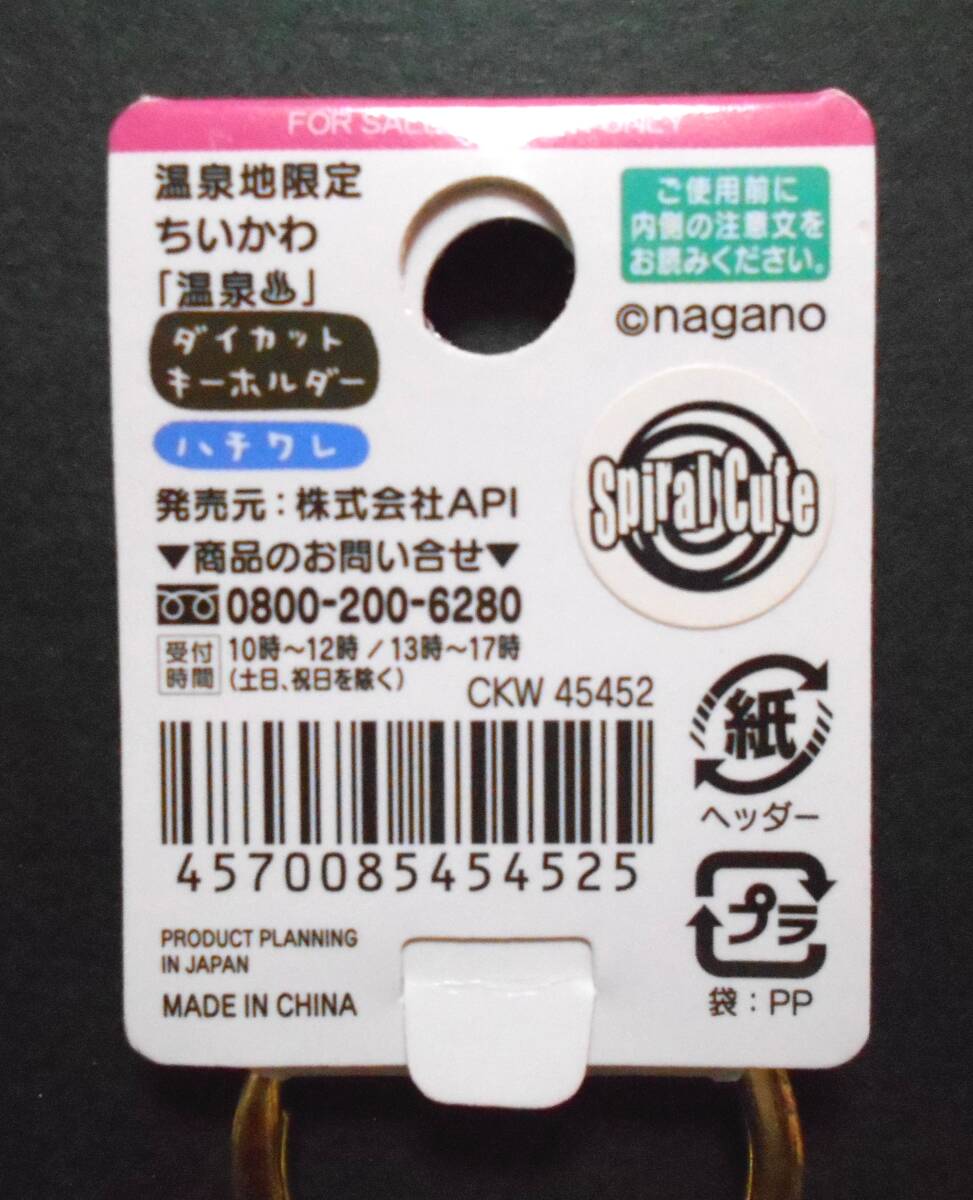 FOR SALE ONLY
温泉地限定
ちいかわ
「温泉♨」
ダイカット
キーホルダー
ハチワレ
ご使用前に
内側の注意文を
お読みください。
©nagano
Spiral Cute
発売元：株式会社API
▼商品のお問い合せ▼
0800-200-6280
受付時間 10時～12時 / 13時～17時
(土日、祝日を除く)
CKW 45452
4570085454525
紙
ヘッダー
プラ
袋：PP
PRODUCT PLANNING
IN JAPAN
MADE IN CHINA